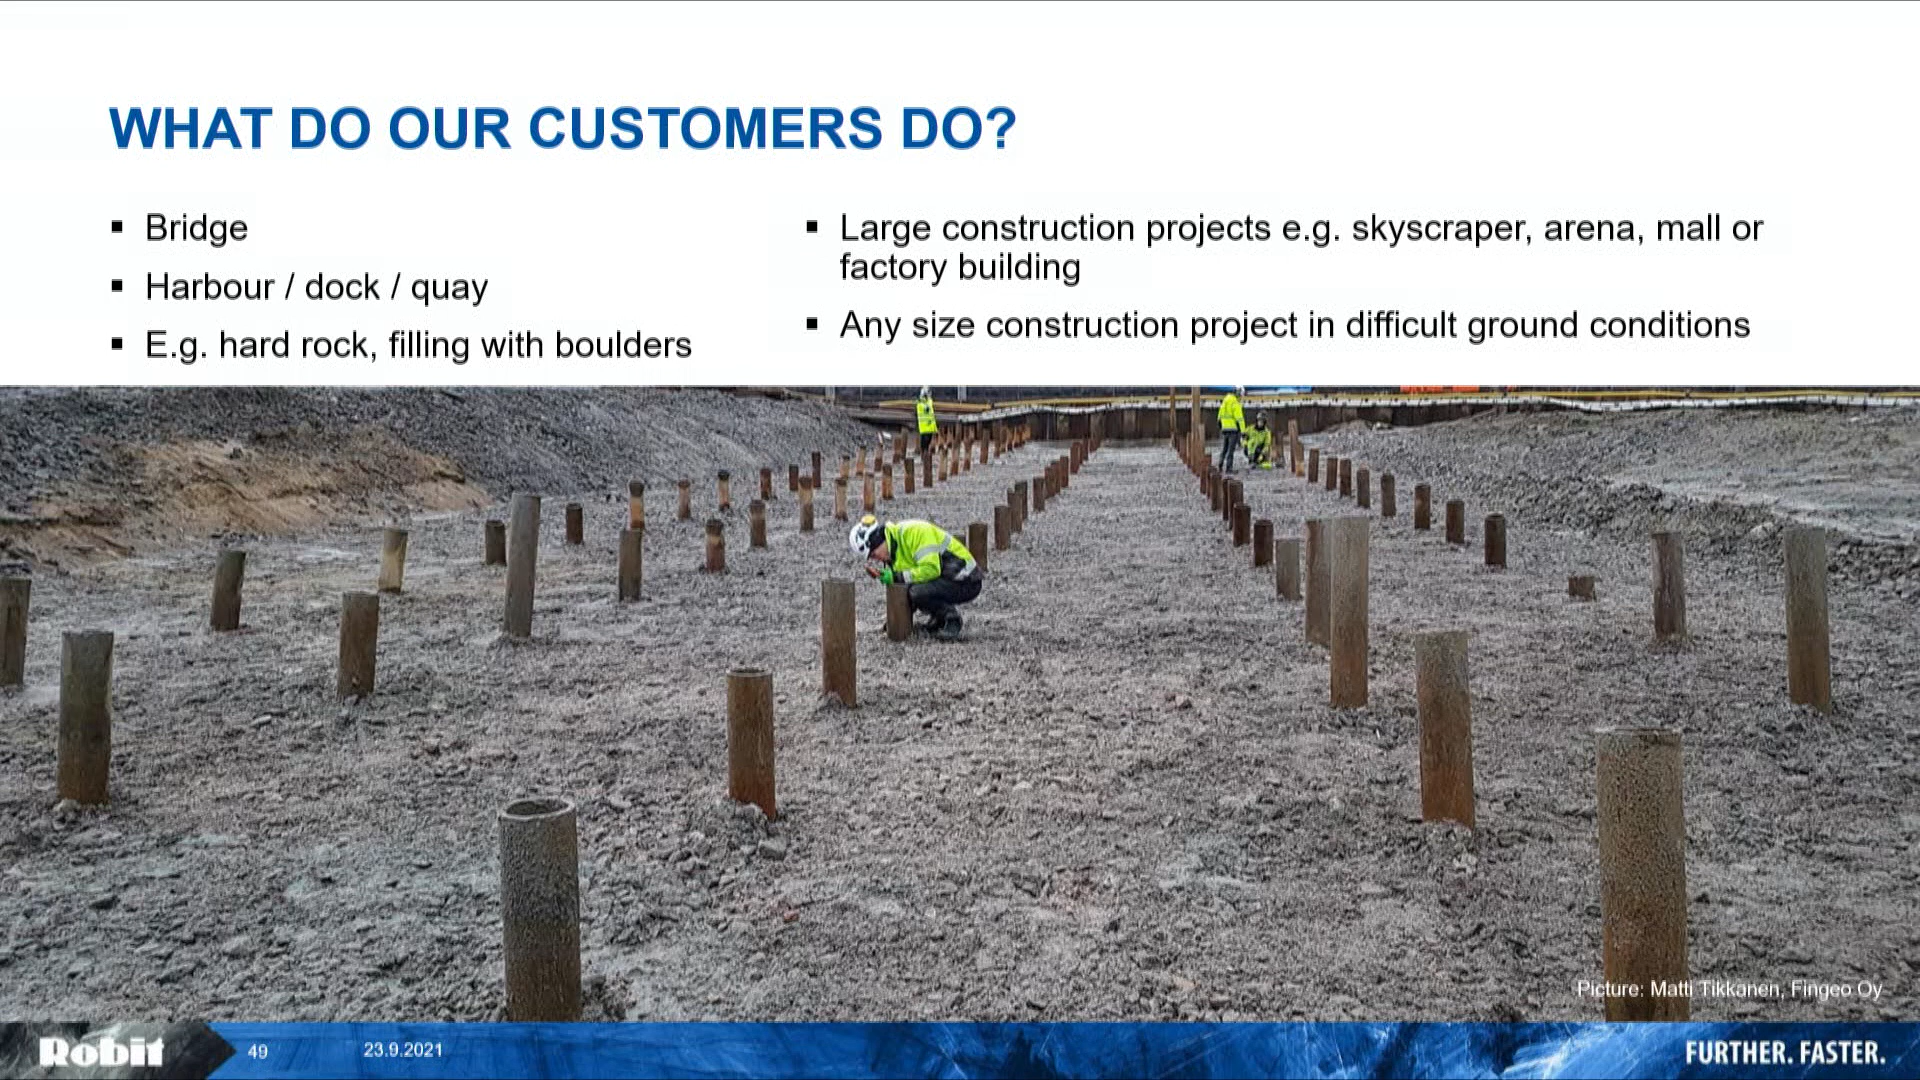 WHAT DO OUR CUSTOMERS DO?
▪ Bridge
▪ Harbour / dock / quay
▪ E.g. hard rock, filling with boulders
▪ Large construction projects e.g. skyscraper, arena, mall or
factory building
▪ Any size construction project in difficult ground conditions
Picture: Matti Tikkanen, Fingeo Oy
Robit
49
23.9.2021
FURTHER. FASTER.